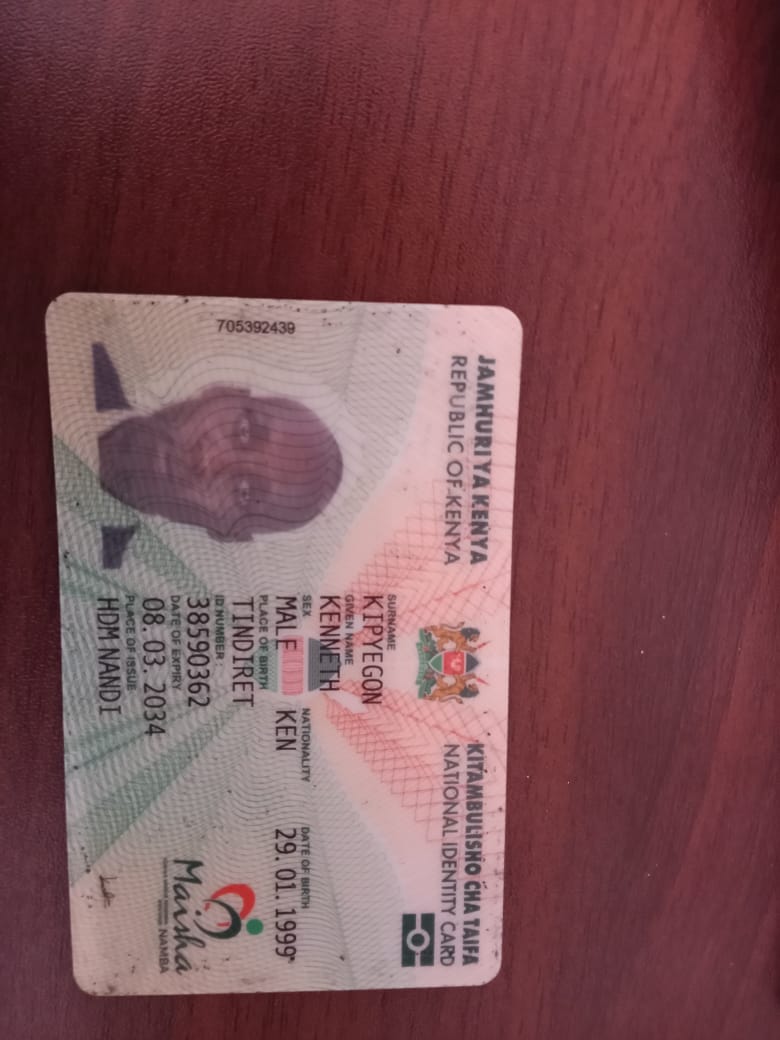 JAMHURI YA KENYA
REPUBLIC OF KENYA
KITAMBULISHO CHA TAIFA
NATIONAL IDENTITY CARD
705392439
SURNAME
KIPYEGON
GIVEN NAME
KENNETH
SEX NATIONALITY DATE OF BIRTH
MALE KEN 29. 01. 1999
PLACE OF BIRTH
TINDIRET
ID NUMBER
38590362
DATE OF EXPIRY
08. 03. 2034
PLACE OF ISSUE
HDM NANDI
Maisha
NAMBA